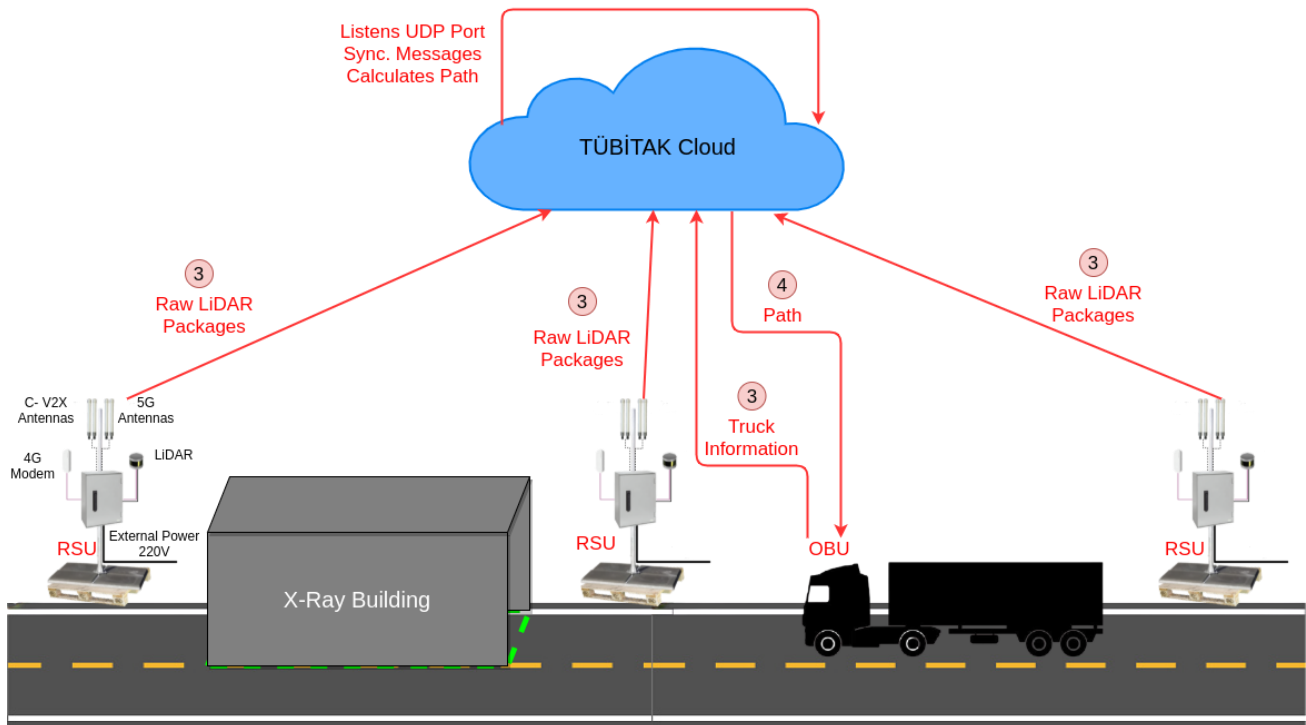 Listens UDP Port
Sync. Messages
Calculates Path
TÜBİTAK Cloud
3
Raw LiDAR
Packages
3
Raw LiDAR
Packages
4
Path
3
Raw LiDAR
Packages
3
Truck
Information
C- V2X
Antennas
5G
Antennas
4G
Modem
LiDAR
External Power
220V
RSU
RSU
OBU
RSU
X-Ray Building